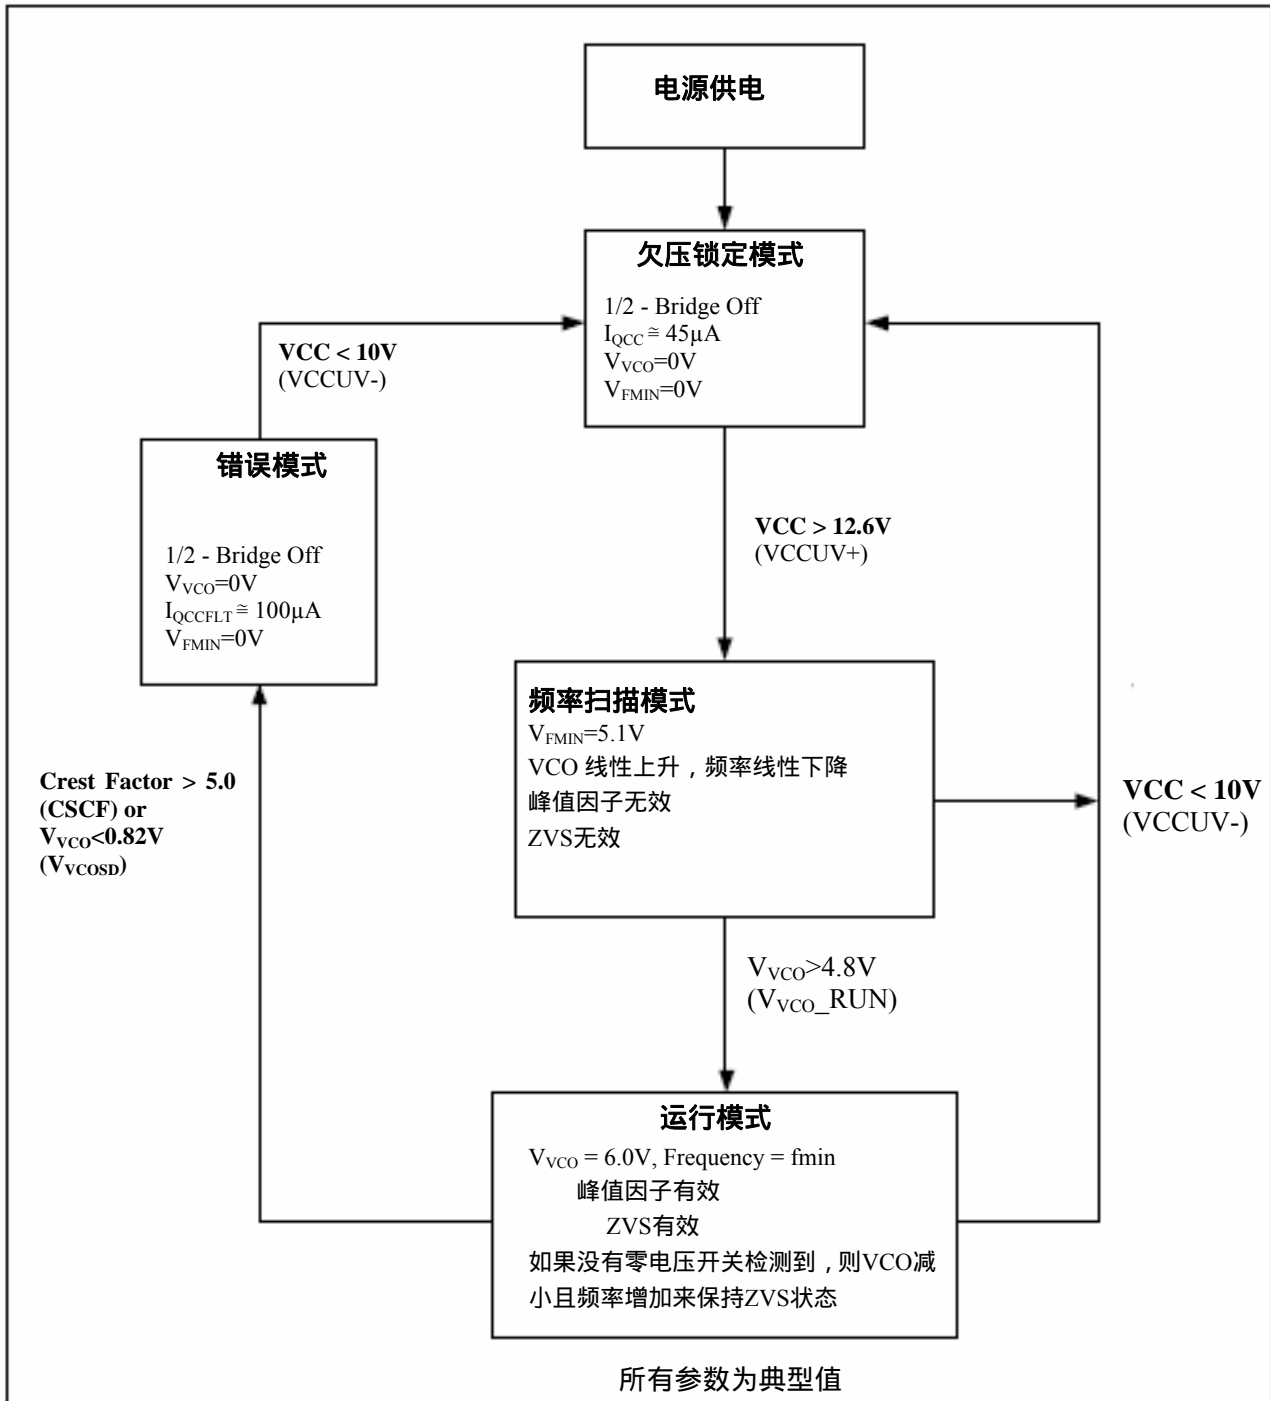 电源供电
欠压锁定模式
1/2 - Bridge Off
I_QCC ≅ 45µA
V_VCO=0V
V_FMIN=0V
VCC < 10V
(VCCUV-)
错误模式
1/2 - Bridge Off
V_VCO=0V
I_QCCFLT ≅ 100µA
V_FMIN=0V
VCC > 12.6V
(VCCUV+)
频率扫描模式
V_FMIN=5.1V
VCO 线性上升，频率线性下降
峰值因子无效
ZVS无效
Crest Factor > 5.0
(CSCF) or
V_VCO<0.82V
(V_VCOSD)
VCC < 10V
(VCCUV-)
V_VCO>4.8V
(V_VCO_RUN)
运行模式
V_VCO = 6.0V, Frequency = fmin
峰值因子有效
ZVS有效
如果没有零电压开关检测到，则VCO减
小且频率增加来保持ZVS状态
所有参数为典型值